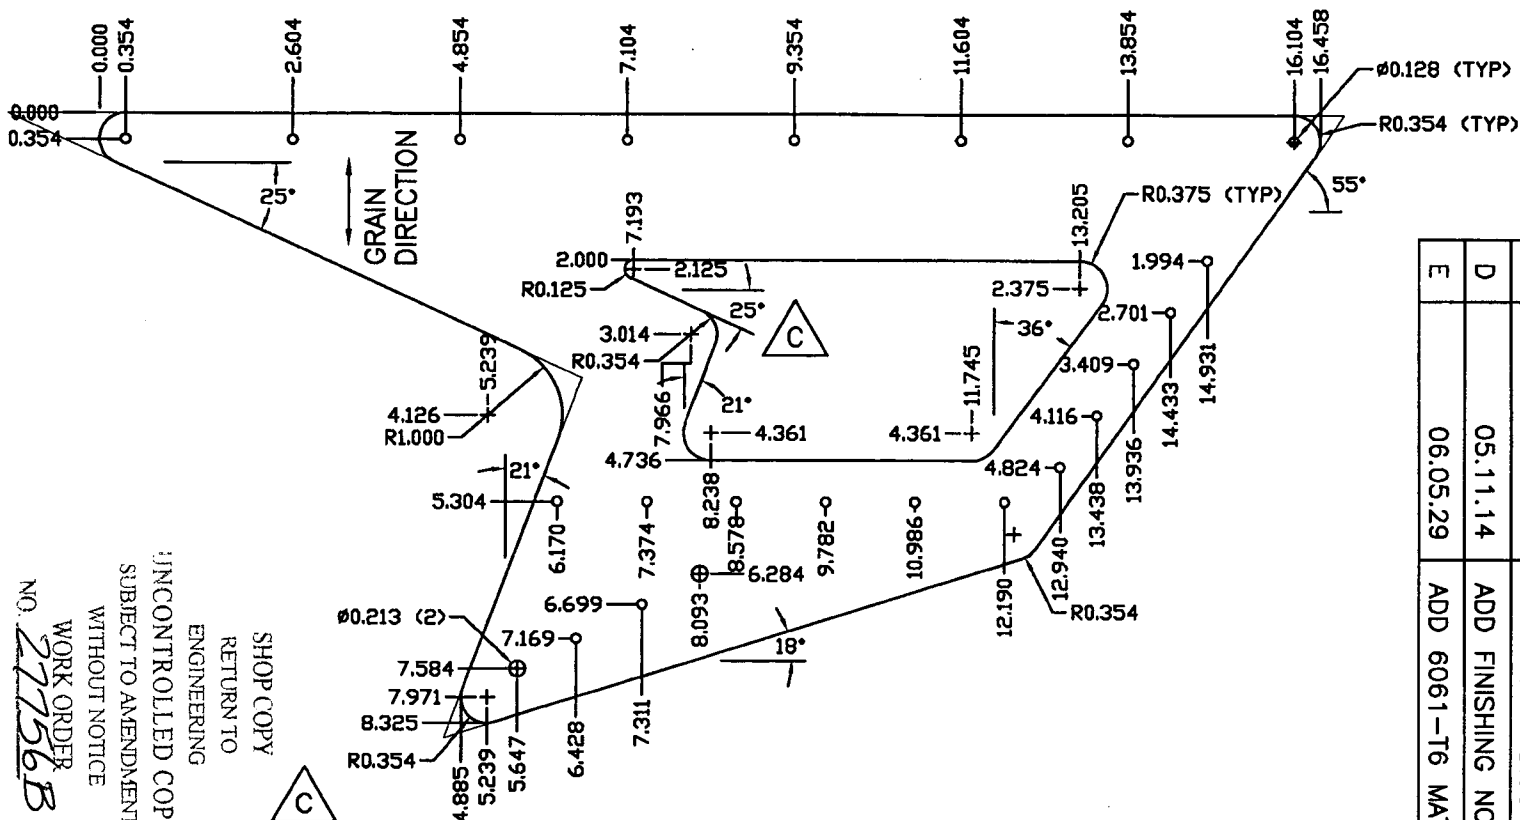 0.000
0.354
2.604
4.854
7.104
9.354
11.604
13.854
16.104
16.458
Ø0.128 (TYP)
0.000
0.354
R0.354 (TYP)
25°
GRAIN
DIRECTION
55°
7.193
13.205
R0.375 (TYP)
2.000
2.125
R0.125
25°
C
2.375
1.994
36°
2.701
3.014
R0.354
3.409
14.931
14.433
5.239
7.966
21°
11.745
4.126
R1.000
4.361
4.361
4.116
13.936
4.736
4.824
13.438
21°
5.304
8.238
6.170
7.374
8.578
9.782
10.986
12.190
12.940
6.284
8.093
R0.354
6.699
Ø0.213 (2)
7.169
18°
7.584
7.971
8.325
R0.354
4.885
5.239
5.647
6.428
7.311
C
D
05.11.14
ADD FINISHING
E
06.05.29
ADD 6061-T6
SHOP COPY
RETURN TO
ENGINEERING
UNCONTROLLED COP
SUBJECT TO AMENDMENT
WITHOUT NOTICE
WORK ORDER
NO. 27756B